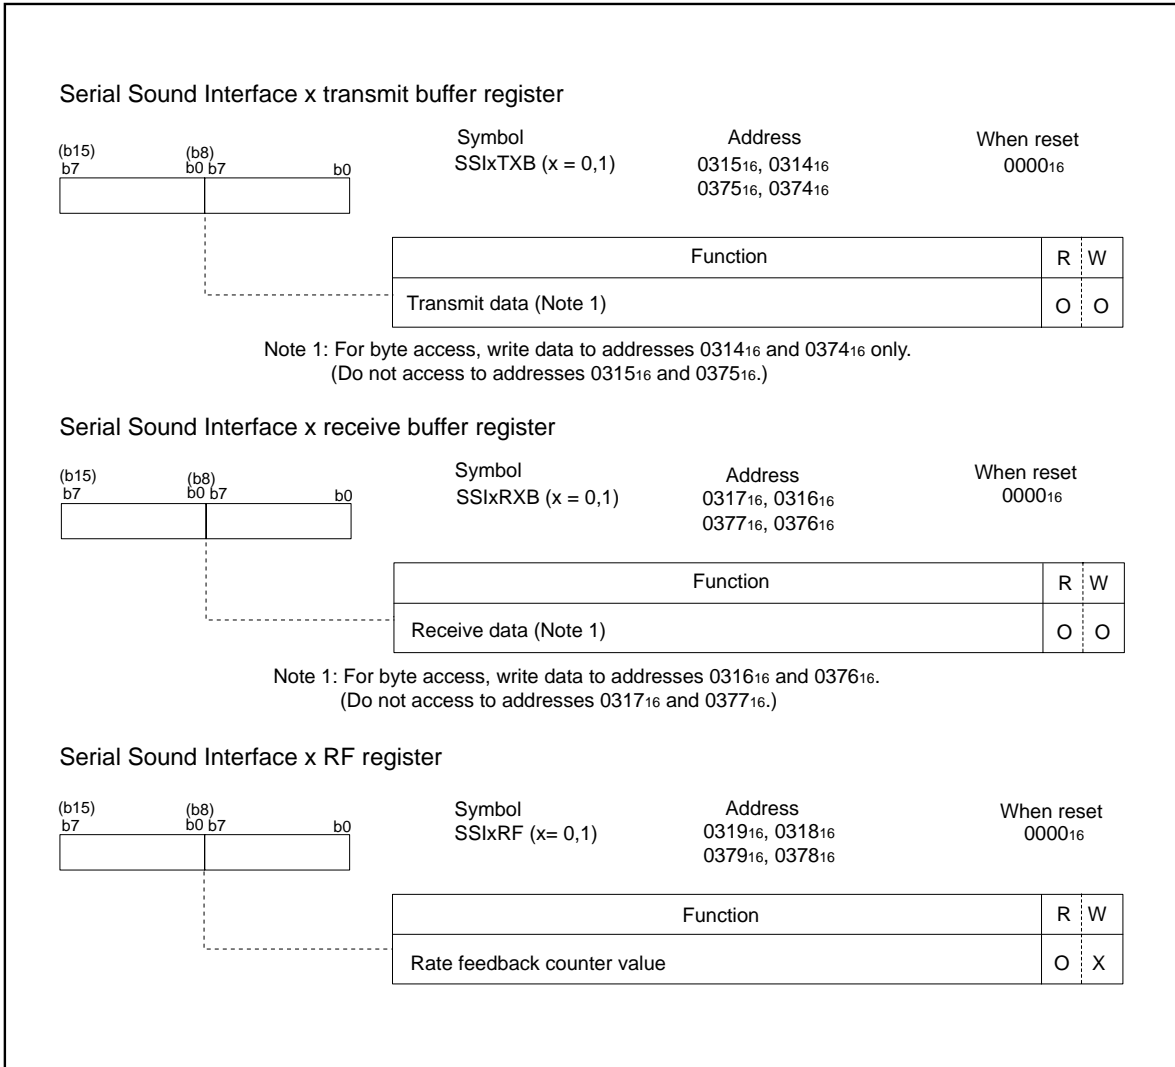 Serial Sound Interface x transmit buffer register
Symbol Address When reset
(b15) (b8)
b7 b0 b7 b0
SSIxTXB (x = 0,1) 0315₁₆, 0314₁₆ 0000₁₆
0375₁₆, 0374₁₆
Function R W
Transmit data (Note 1) O O
Note 1: For byte access, write data to addresses 0314₁₆ and 0374₁₆ only.
(Do not access to addresses 0315₁₆ and 0375₁₆.)
Serial Sound Interface x receive buffer register
Symbol Address When reset
(b15) (b8)
b7 b0 b7 b0
SSIxRXB (x = 0,1) 0317₁₆, 0316₁₆ 0000₁₆
0377₁₆, 0376₁₆
Function R W
Receive data (Note 1) O O
Note 1: For byte access, write data to addresses 0316₁₆ and 0376₁₆.
(Do not access to addresses 0317₁₆ and 0377₁₆.)
Serial Sound Interface x RF register
(b15) (b8)
Symbol Address When reset
b7 b0 b7 b0
SSIxRF (x= 0,1) 0319₁₆, 0318₁₆ 0000₁₆
0379₁₆, 0378₁₆
Function R W
Rate feedback counter value O X